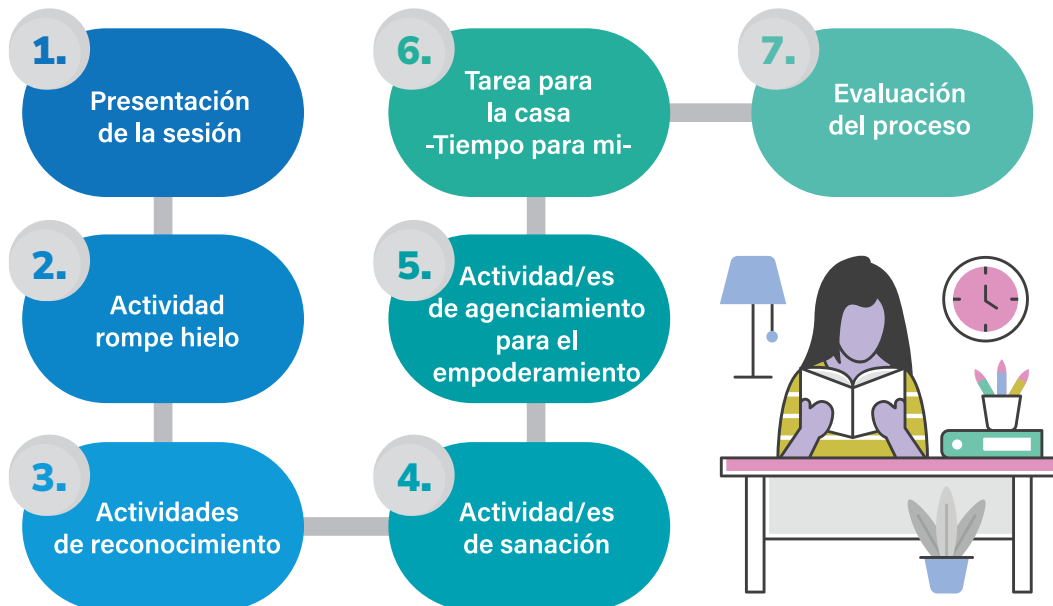 1.
Presentación
de la sesión
2.
Actividad
rompe hielo
3.
Actividades
de reconocimiento
4.
Actividad/es
de sanación
5.
Actividad/es
de agenciamiento
para el
empoderamiento
6.
Tarea para
la casa
-Tiempo para mi-
7.
Evaluación
del proceso